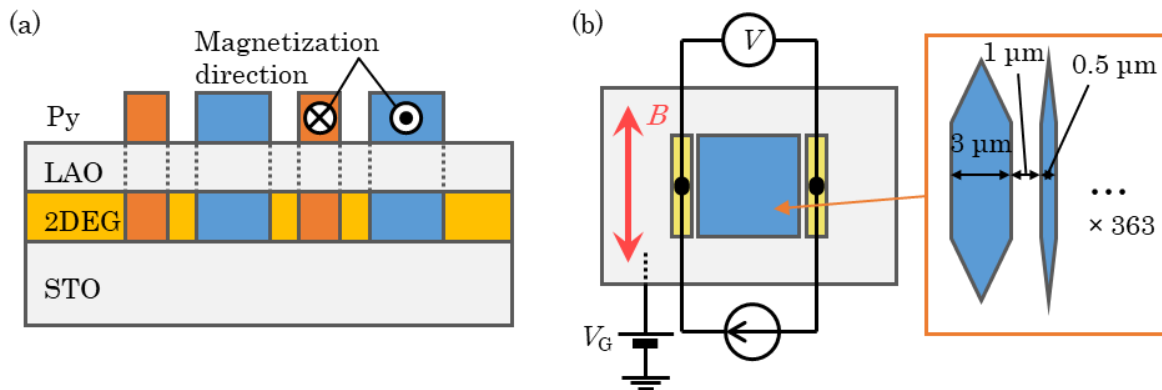 (a)
Magnetization
direction
Py
LAO
2DEG
STO
(b)
V
B
V_G
1 µm
0.5 µm
3 µm
...
× 363